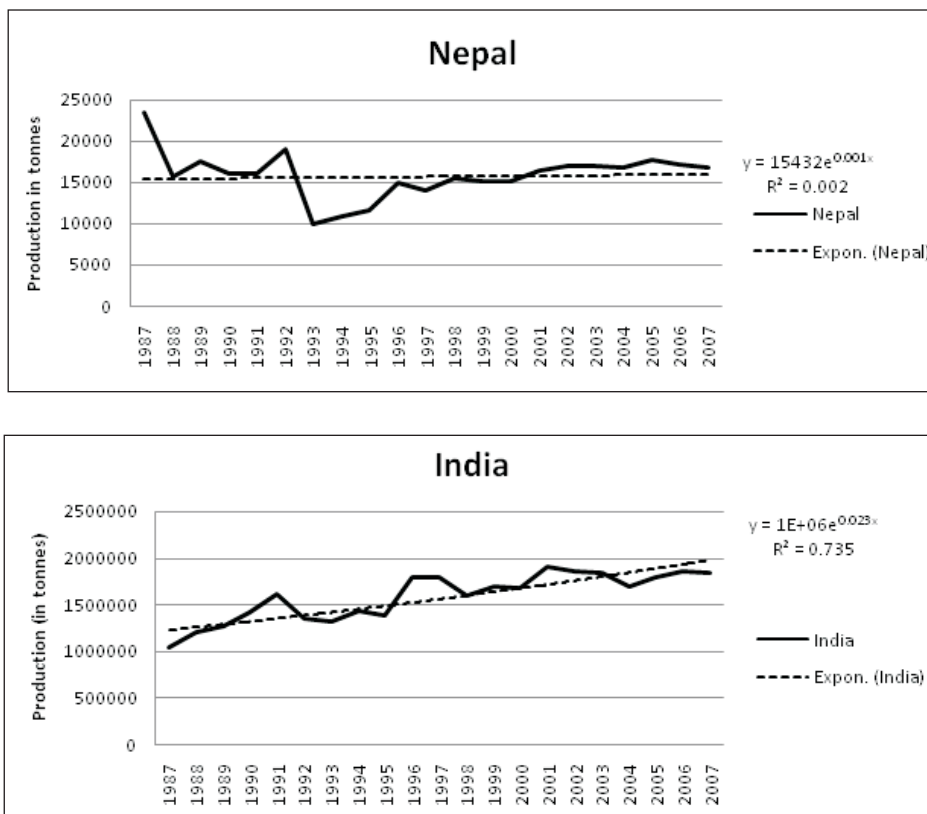 Nepal
Production in tonnes
25000
20000
15000
10000
5000
0
1987 1988 1989 1990 1991 1992 1993 1994 1995 1996 1997 1998 1999 2000 2001 2002 2003 2004 2005 2006 2007
y = 15432e^0.001x
R² = 0.002
Nepal
Expon. (Nepal)
India
Production (in tonnes)
2500000
2000000
1500000
1000000
500000
0
1987 1988 1989 1990 1991 1992 1993 1994 1995 1996 1997 1998 1999 2000 2001 2002 2003 2004 2005 2006 2007
y = 1E+06e^0.023x
R² = 0.735
India
Expon. (India)